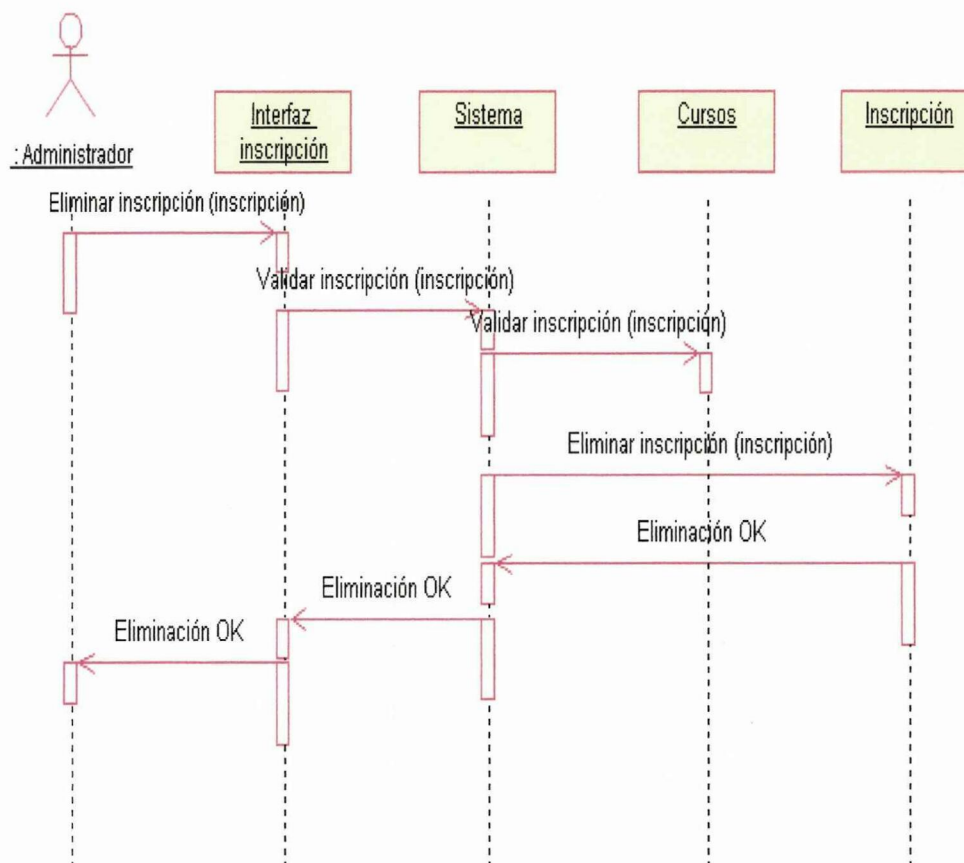 : Administrador
Interfaz
inscripción
Sistema
Cursos
Inscripción
Eliminar inscripción (inscripción)
Validar inscripción (inscripción)
Validar inscripción (inscripción)
Eliminar inscripción (inscripción)
Eliminación OK
Eliminación OK
Eliminación OK